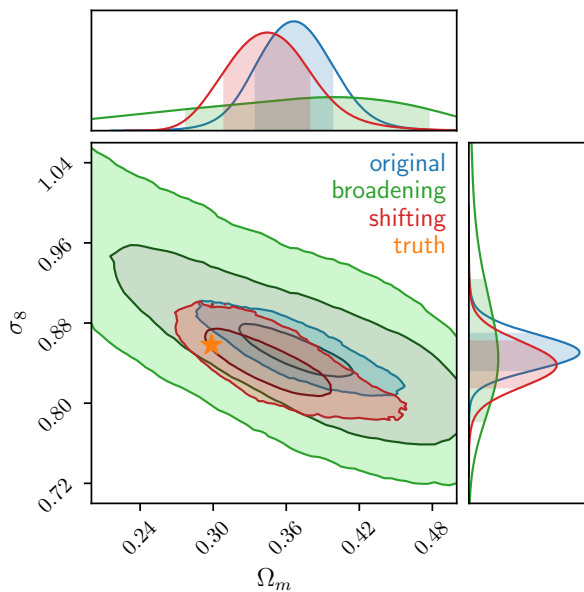 original
broadening
shifting
truth
1.04
0.96
0.88
0.80
0.72
σ₈
0.24
0.30
0.36
0.42
0.48
Ωₘ